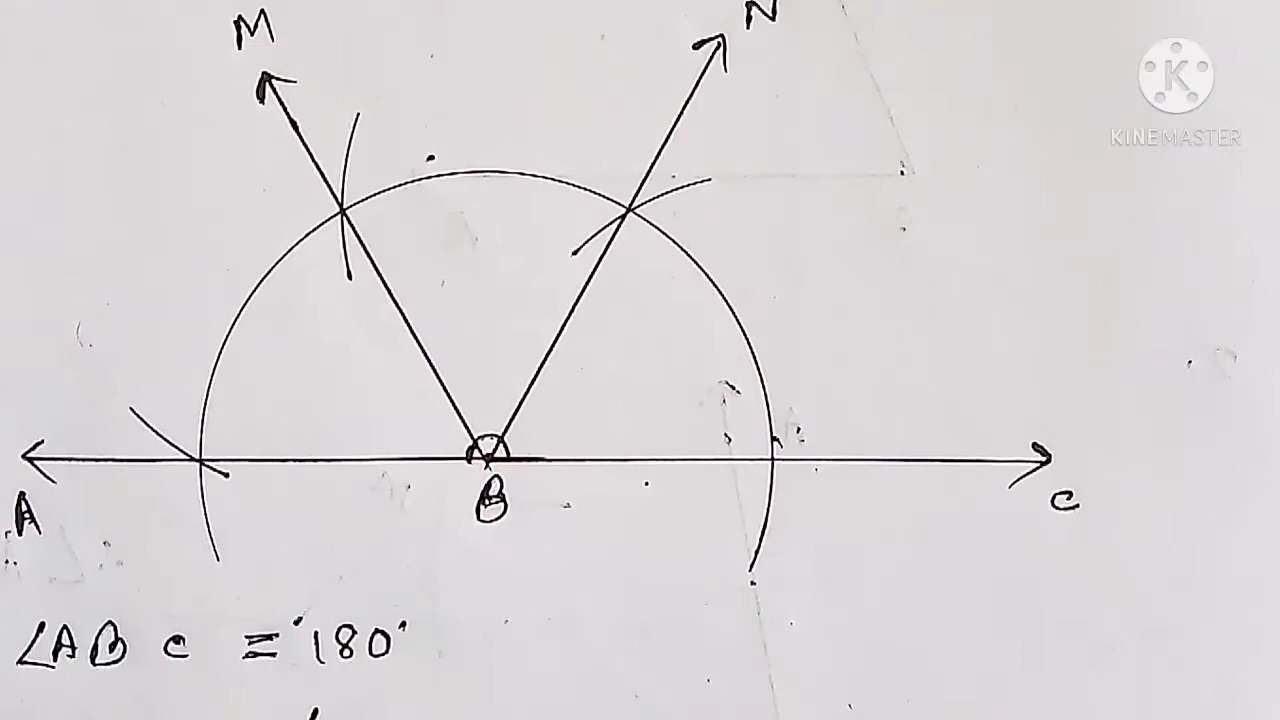 M
N
K
KINEMASTER
A
B
C
∠ABC = 180°